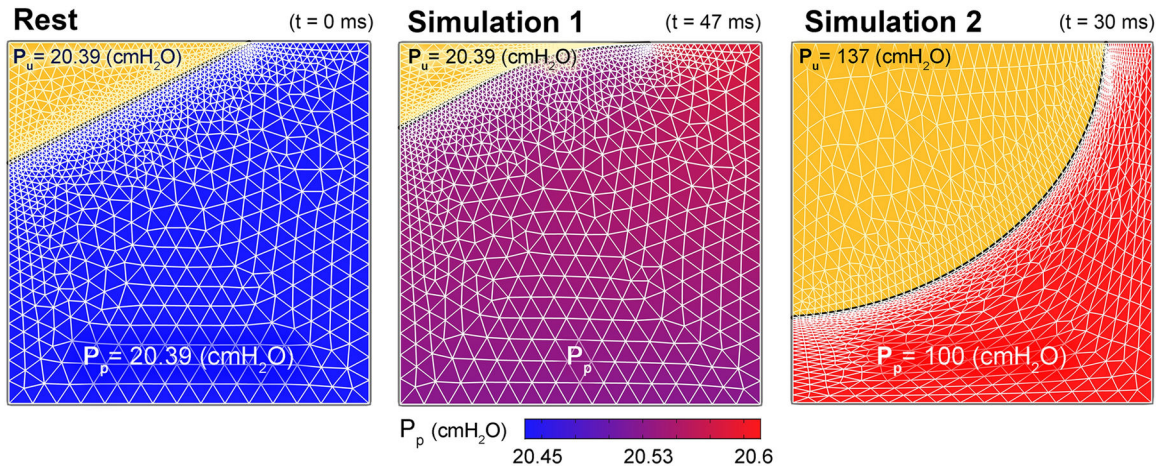 Rest (t = 0 ms)
Simulation 1 (t = 47 ms)
Simulation 2 (t = 30 ms)
Pᵤ= 20.39 (cmH₂O)
Pᵤ= 20.39 (cmH₂O)
Pᵤ= 137 (cmH₂O)
Pₚ = 20.39 (cmH₂O)
Pₚ
Pₚ = 100 (cmH₂O)
Pₚ (cmH₂O)
20.45 20.53 20.6